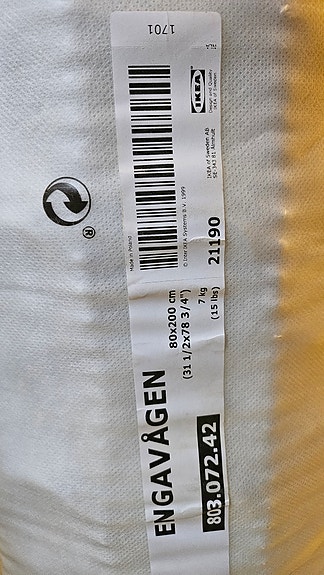 ENGAVÅGEN
80x200 cm
(31 1/2x78 3/4")
803.072.42
7 kg
(15 lbs)
21190
Made in Poland
© Inter IKEA Systems B.V. 1999
IKEA of Sweden AB
SE-343 81 Älmhult
IKEA
®
Design and Quality
IKEA of Sweden
1701
®